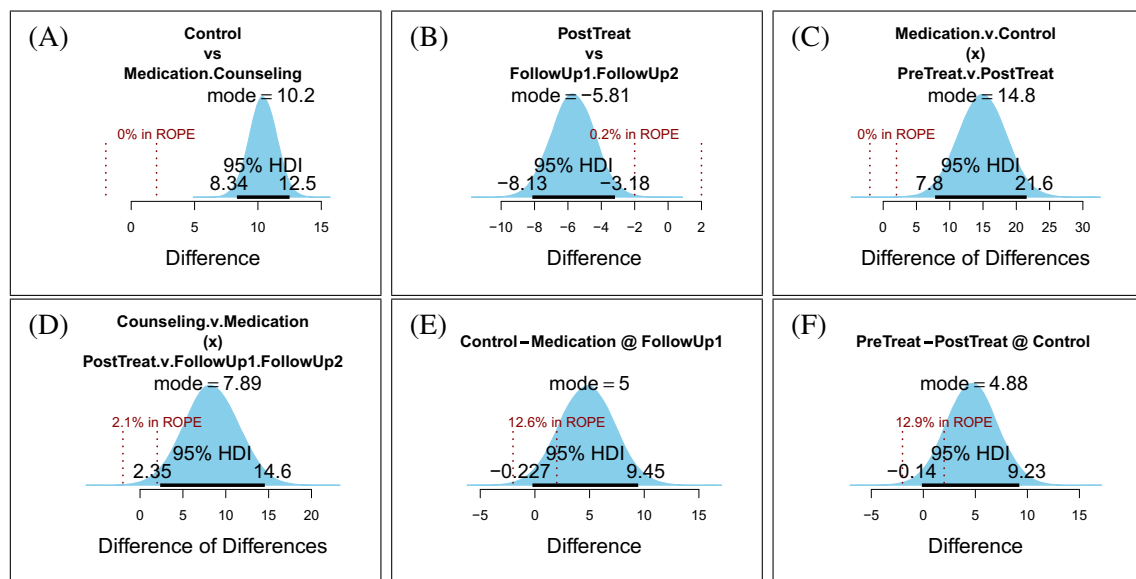 (A)
Control
vs
Medication.Counseling
mode = 10.2
0% in ROPE
95% HDI
8.34 12.5
0 5 10 15
Difference
(B)
PostTreat
vs
FollowUp1.FollowUp2
mode = −5.81
0.2% in ROPE
95% HDI
−8.13 −3.18
−10 −8 −6 −4 −2 0 2
Difference
(C)
Medication.v.Control
(x)
PreTreat.v.PostTreat
mode = 14.8
0% in ROPE
95% HDI
7.8 21.6
0 5 10 15 20 25 30
Difference of Differences
(D)
Counseling.v.Medication
(x)
PostTreat.v.FollowUp1.FollowUp2
mode = 7.89
2.1% in ROPE
95% HDI
2.35 14.6
0 5 10 15 20
Difference of Differences
(E)
Control−Medication @ FollowUp1
mode = 5
12.6% in ROPE
95% HDI
−0.227 9.45
−5 0 5 10 15
Difference
(F)
PreTreat−PostTreat @ Control
mode = 4.88
12.9% in ROPE
95% HDI
−0.14 9.23
−5 0 5 10 15
Difference